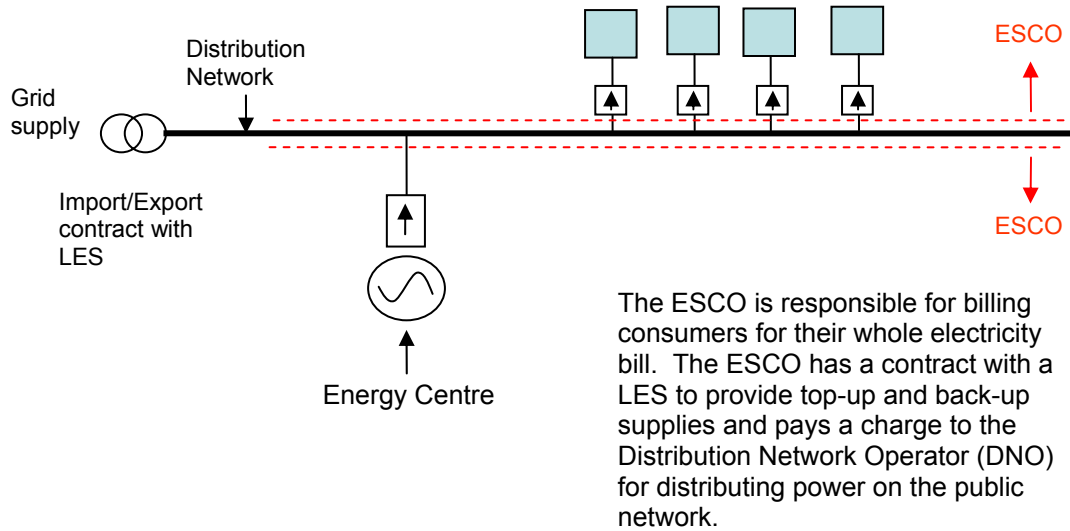 Distribution
Network
ESCO
Grid
supply
Import/Export
contract with
LES
ESCO
Energy Centre
The ESCO is responsible for billing
consumers for their whole electricity
bill.  The ESCO has a contract with a
LES to provide top-up and back-up
supplies and pays a charge to the
Distribution Network Operator (DNO)
for distributing power on the public
network.